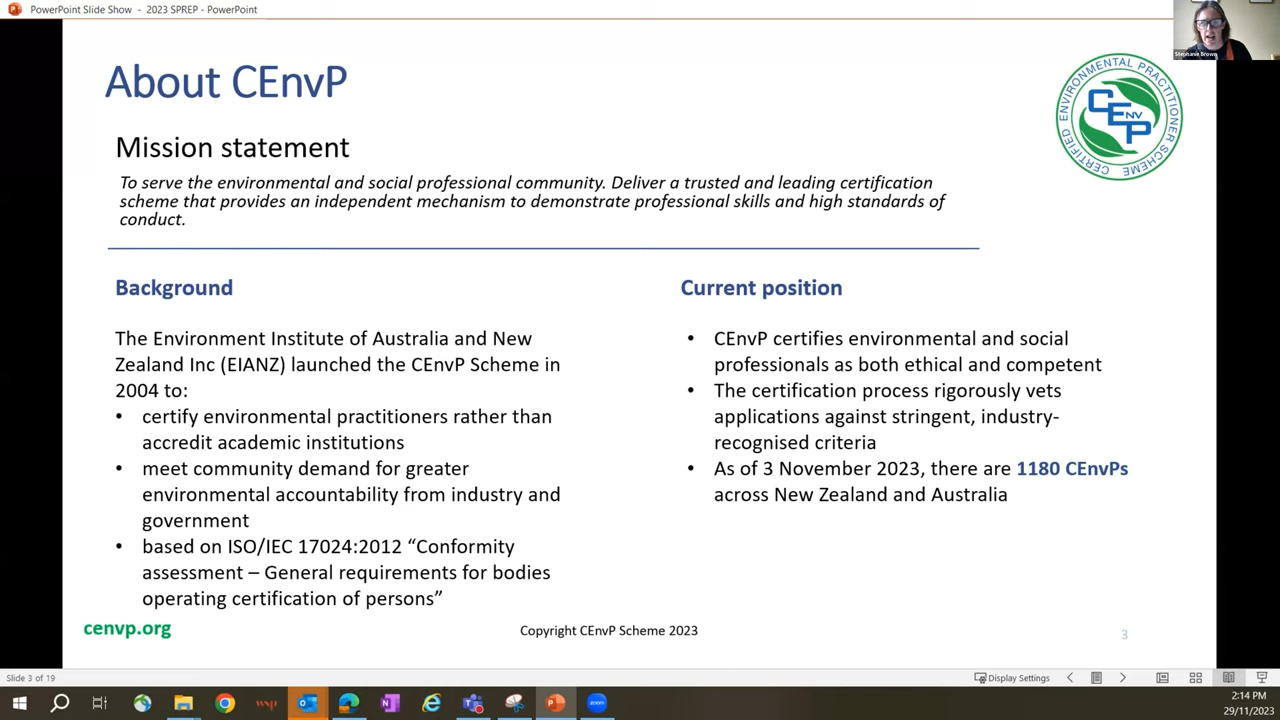 PowerPoint Slide Show - 2023 SPREP - PowerPoint
Stephanie Brown
About CEnvP
CERTIFIED ENVIRONMENTAL PRACTITIONER SCHEME
CENVP
Mission statement
To serve the environmental and social professional community. Deliver a trusted and leading certification
scheme that provides an independent mechanism to demonstrate professional skills and high standards of
conduct.
Background
The Environment Institute of Australia and New
Zealand Inc (EIANZ) launched the CEnvP Scheme in
2004 to:
• certify environmental practitioners rather than
accredit academic institutions
• meet community demand for greater
environmental accountability from industry and
government
• based on ISO/IEC 17024:2012 “Conformity
assessment – General requirements for bodies
operating certification of persons”
Current position
• CEnvP certifies environmental and social
professionals as both ethical and competent
• The certification process rigorously vets
applications against stringent, industry-
recognised criteria
• As of 3 November 2023, there are 1180 CEnvPs
across New Zealand and Australia
cenvp.org
Copyright CEnvP Scheme 2023
3
Slide 3 of 19
Display Settings
wsp
zoom
2:14 PM
29/11/2023